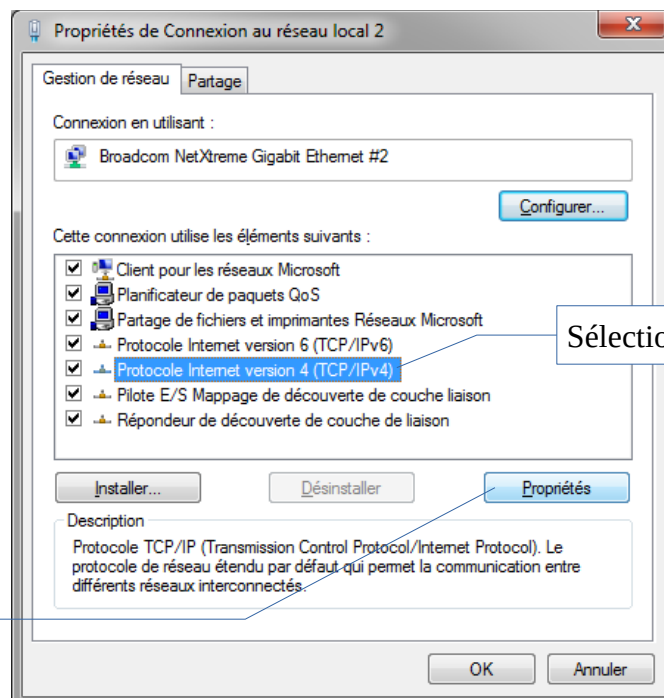 Propriétés de Connexion au réseau local 2
Gestion de réseau
Partage
Connexion en utilisant :
Broadcom NetXtreme Gigabit Ethernet #2
Configurer...
Cette connexion utilise les éléments suivants :
Client pour les réseaux Microsoft
Planificateur de paquets QoS
Partage de fichiers et imprimantes Réseaux Microsoft
Protocole Internet version 6 (TCP/IPv6)
Sélectio
Protocole Internet version 4 (TCP/IPv4)
Pilote E/S Mappage de découverte de couche liaison
Répondeur de découverte de couche de liaison
Installer...
Désinstaller
Propriétés
Description
Protocole TCP/IP (Transmission Control Protocol/Internet Protocol). Le
protocole de réseau étendu par défaut qui permet la communication entre
différents réseaux interconnectés.
OK
Annuler